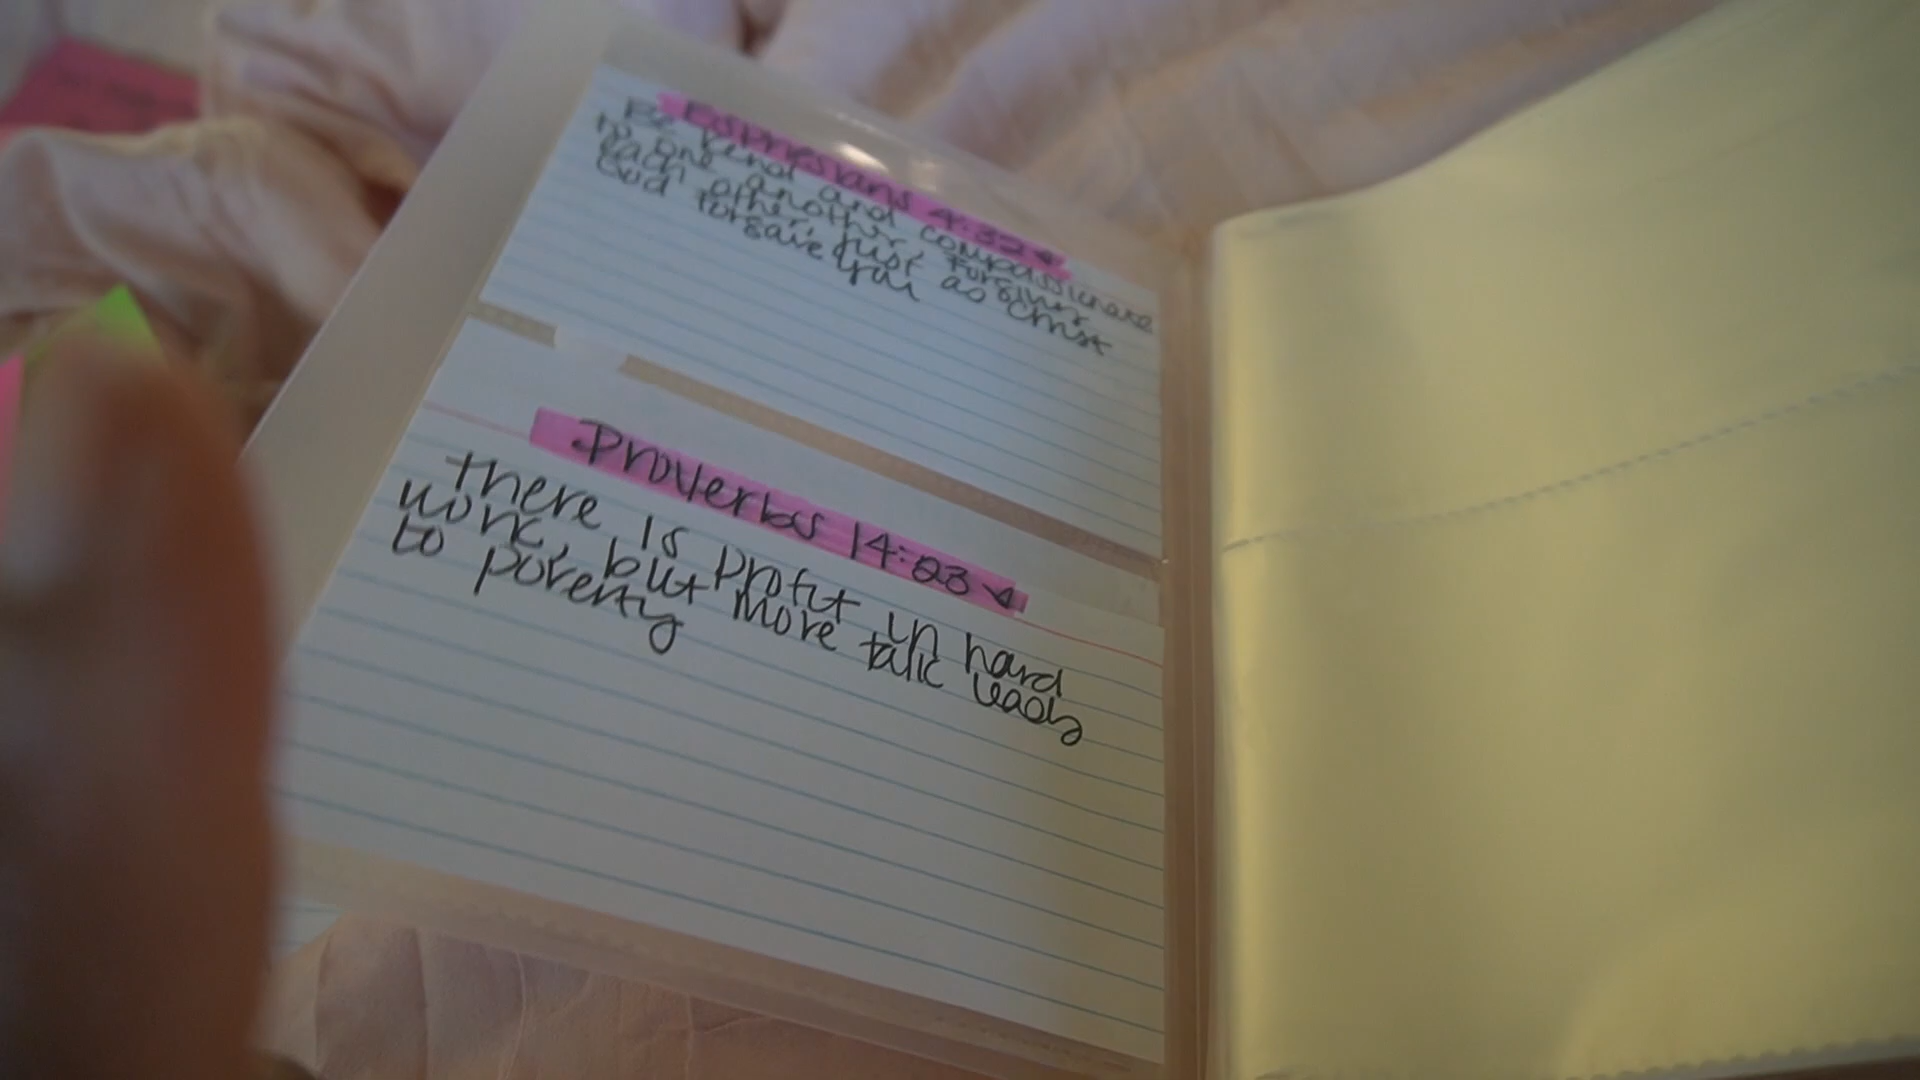 Ephesians 4:32
Be kind and compassionate
to one another, forgiving
each other, just as Christ
God forgave you
Proverbs 14:23
there is profit in hard
work, but more talk leads
to poverty